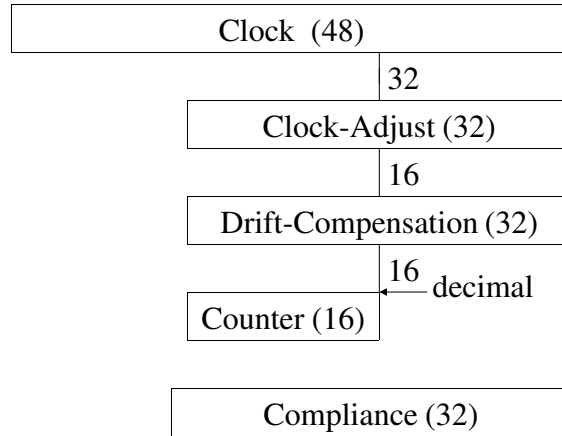 Clock (48)
32
Clock-Adjust (32)
16
Drift-Compensation (32)
16
decimal
Counter (16)
Compliance (32)